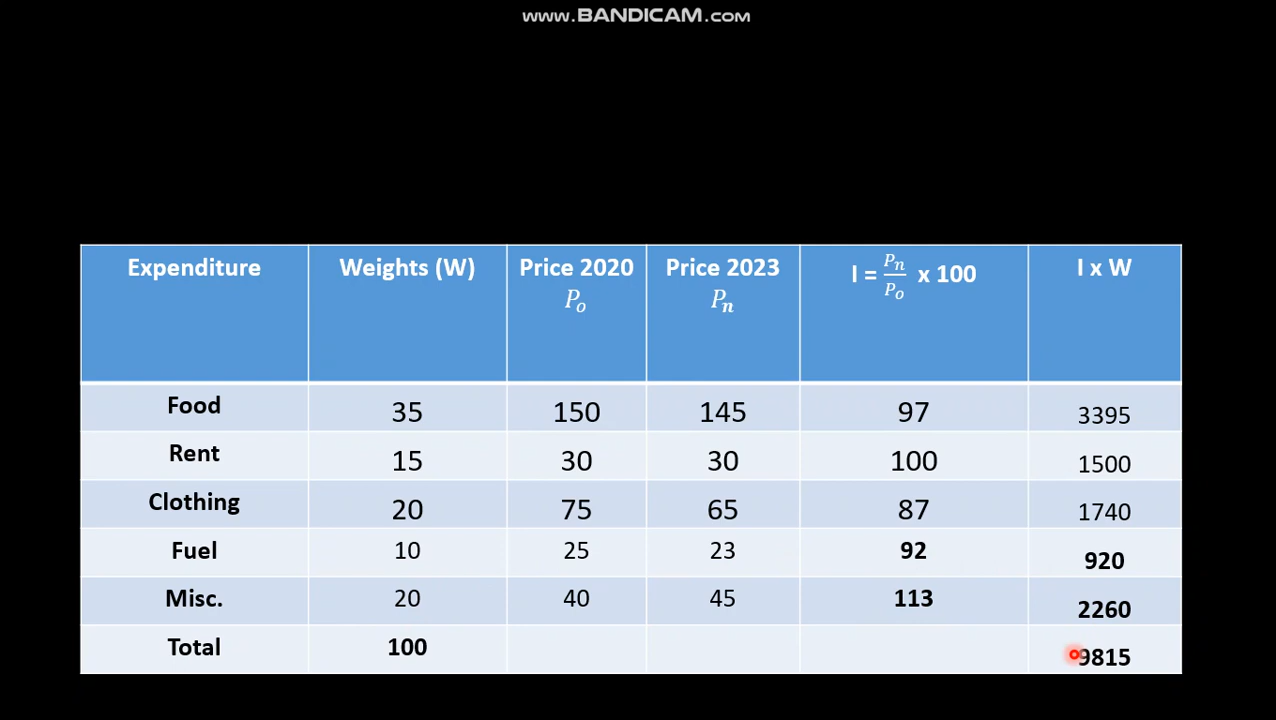 www.BANDICAM.com
Expenditure Weights (W) Price 2020 Price 2023 I = Pn/Po x 100 I x W
Po Pn
Food 35 150 145 97 3395
Rent 15 30 30 100 1500
Clothing 20 75 65 87 1740
Fuel 10 25 23 92 920
Misc. 20 40 45 113 2260
Total 100 9815